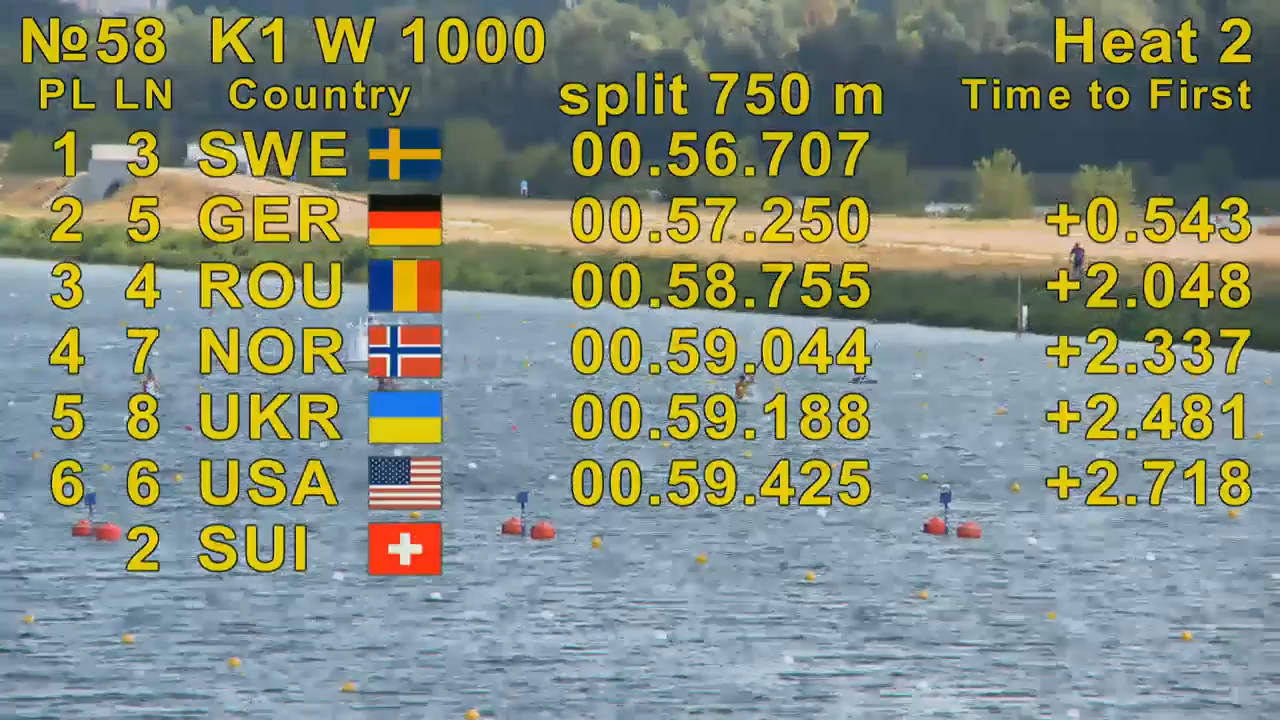 №58 K1 W 1000 Heat 2
PL LN Country split 750 m Time to First
1 3 SWE 00.56.707
2 5 GER 00.57.250 +0.543
3 4 ROU 00.58.755 +2.048
4 7 NOR 00.59.044 +2.337
5 8 UKR 00.59.188 +2.481
6 6 USA 00.59.425 +2.718
2 SUI